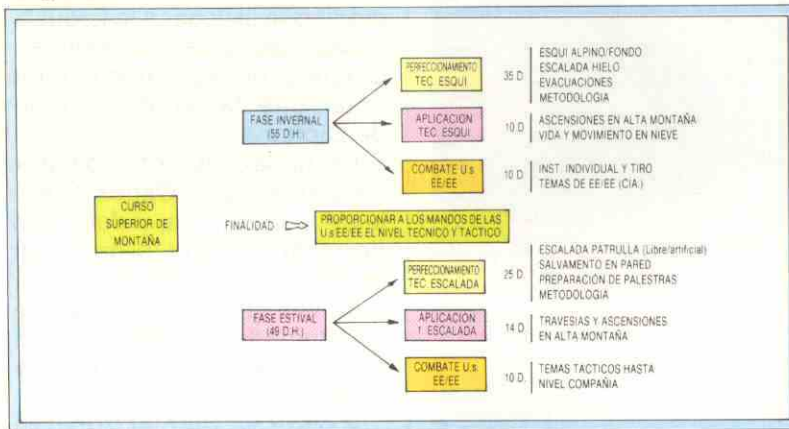 CURSO
SUPERIOR DE
MONTAÑA
FINALIDAD
PROPORCIONAR A LOS MANDOS DE LAS
U.s EE/EE EL NIVEL TECNICO Y TACTICO
FASE INVERNAL
(55 D.H.)
PERFECCIONAMIENTO
TEC. ESQUI
35 D.
ESQUI ALPINO/FONDO
ESCALADA HIELO
EVACUACIONES
METODOLOGIA
APLICACION
TEC. ESQUI
10 D.
ASCENSIONES EN ALTA MONTAÑA
VIDA Y MOVIMIENTO EN NIEVE
COMBATE U.s
EE/EE
10 D.
INST. INDIVIDUAL Y TIRO
TEMAS DE EE/EE (CIA.)
FASE ESTIVAL
(49 D.H.)
PERFECCIONAMIENTO
TEC. ESCALADA
25 D.
ESCALADA PATRULLA (Libre/artificial)
SALVAMENTO EN PARED
PREPARACIÓN DE PALESTRAS
METODOLOGIA
APLICACIÓN
T. ESCALADA
14 D.
TRAVESIAS Y ASCENSIONES
EN ALTA MONTAÑA
COMBATE U.s
EE/EE
10 D.
TEMAS TACTICOS HASTA
NIVEL COMPAÑIA